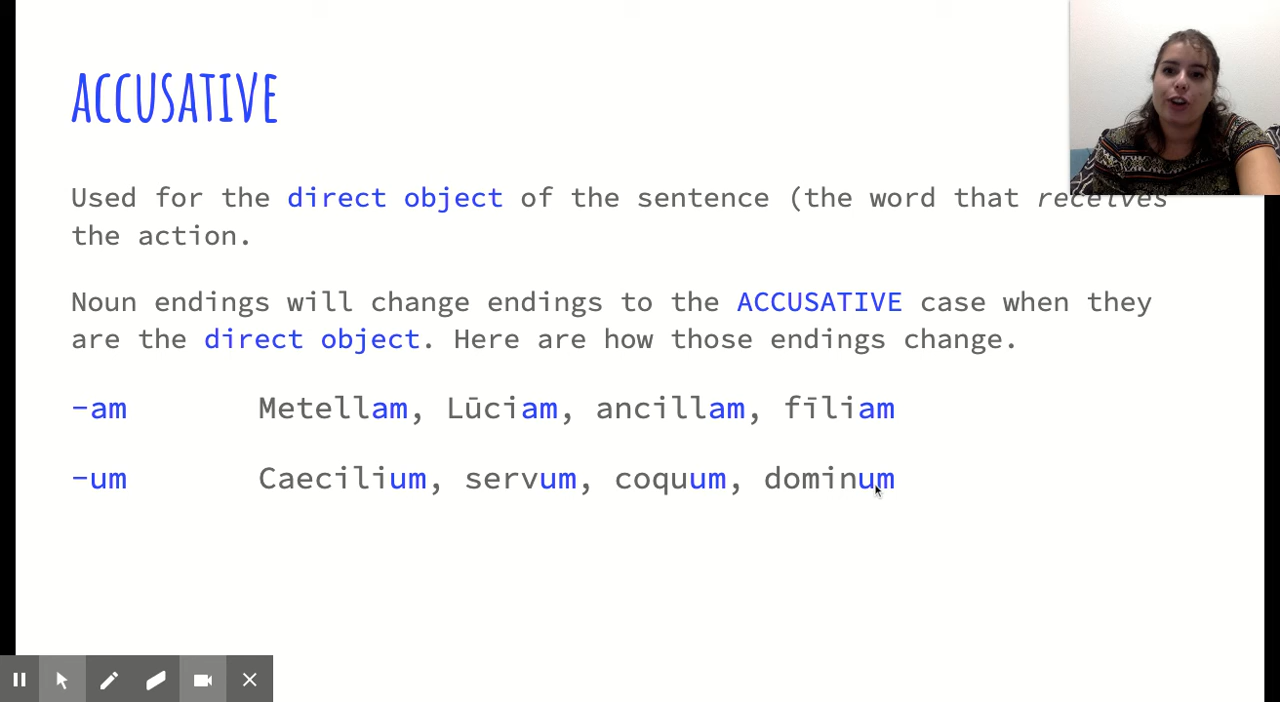 ACCUSATIVE
Used for the direct object of the sentence (the word that receives
the action.
Noun endings will change endings to the ACCUSATIVE case when they
are the direct object. Here are how those endings change.
-am Metellam, Lūciam, ancillam, fīliam
-um Caecilium, servum, coquum, dominum